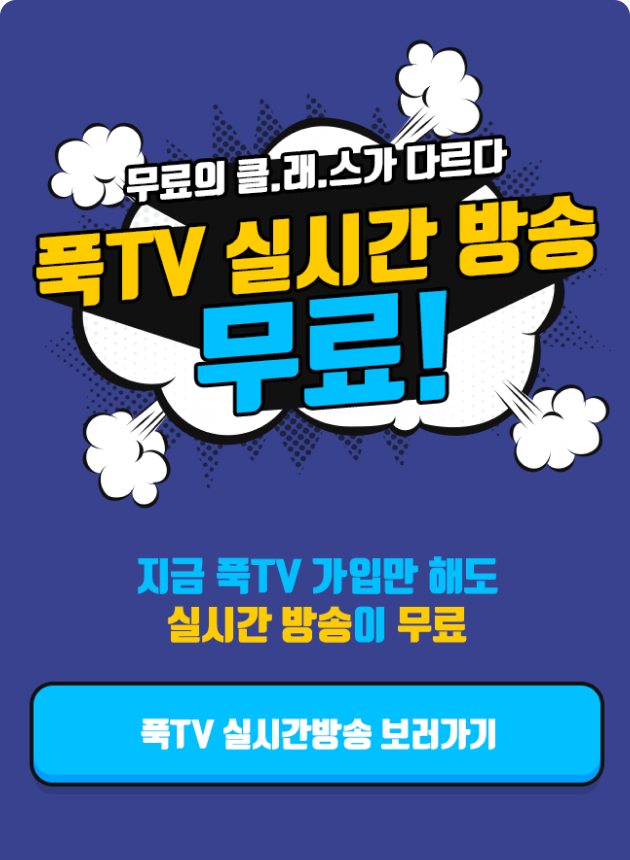 무료의 클.래.스가 다르다
푹TV 실시간 방송
무료!
지금 푹TV 가입만 해도
실시간 방송이 무료
푹TV 실시간방송 보러가기